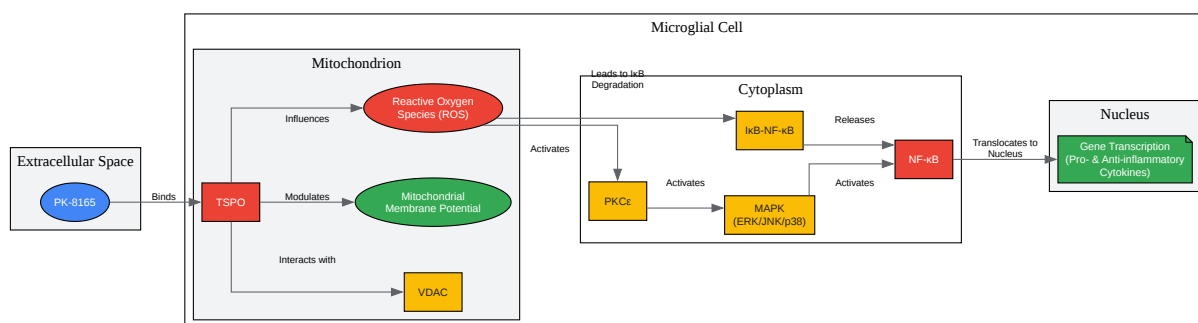 Microglial Cell
Extracellular Space
PK-8165
Binds
Mitochondrion
TSPO
Influences
Reactive Oxygen
Species (ROS)
Modulates
Mitochondrial
Membrane Potential
Interacts with
VDAC
Leads to IκB
Degradation
Activates
Cytoplasm
IκB-NF-κB
Releases
PKCε
Activates
MAPK
(ERK/JNK/p38)
Activates
NF-κB
Translocates to
Nucleus
Nucleus
Gene Transcription
(Pro- & Anti-inflammatory
Cytokines)